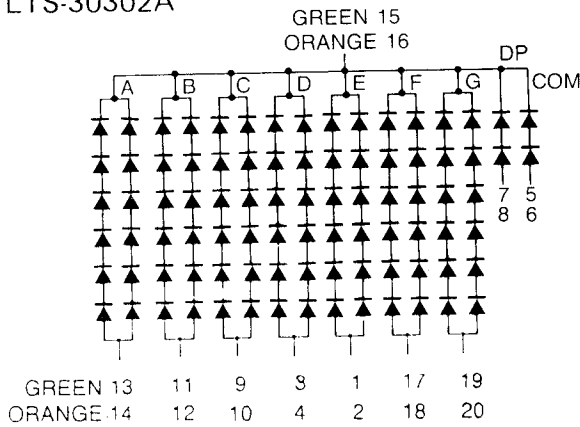 LTS-30302A
GREEN 15
ORANGE 16
DP
A B C D E F G COM
7 5
8 6
GREEN 13 11 9 3 1 17 19
ORANGE 14 12 10 4 2 18 20